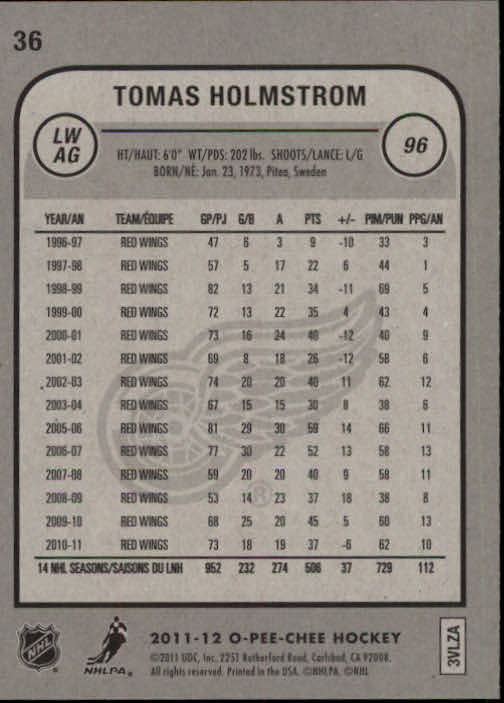 36
TOMAS HOLMSTROM
LW
AG
96
HT/HAUT: 6'0" WT/PDS: 202 lbs. SHOOTS/LANCE: L/G
BORN/NÉ: Jan. 23, 1973, Pitea, Sweden
YEAR/AN TEAM/ÉQUIPE GP/PJ G/B A PTS +/- PIM/PUN PPG/AN
1996-97 RED WINGS 47 6 3 9 -10 33 3
1997-98 RED WINGS 57 5 17 22 6 44 1
1998-99 RED WINGS 82 13 21 34 -11 69 5
1999-00 RED WINGS 72 13 22 35 4 43 4
2000-01 RED WINGS 73 16 24 40 -12 40 9
2001-02 RED WINGS 69 8 18 26 -12 58 6
2002-03 RED WINGS 74 20 20 40 11 62 12
2003-04 RED WINGS 67 15 15 30 8 38 6
2005-06 RED WINGS 81 29 30 59 14 66 11
2006-07 RED WINGS 77 30 22 52 13 58 13
2007-08 RED WINGS 59 20 20 40 9 58 11
2008-09 RED WINGS 53 14 23 37 18 38 8
2009-10 RED WINGS 68 25 20 45 5 60 13
2010-11 RED WINGS 73 18 19 37 -6 62 10
14 NHL SEASONS/SAISONS DU LNH 952 232 274 506 37 729 112
®
NHL
NHLPA®
2011-12 O-PEE-CHEE HOCKEY
©2011 UDC, Inc. 2251 Rutherford Road, Carlsbad, CA 92008.
All rights reserved. Printed in the USA. ©NHLPA. ©NHL
3VLZA